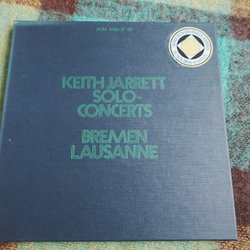 KEITH JARRETT
SOLO-
CONCERTS
BREMEN
LAUSANNE